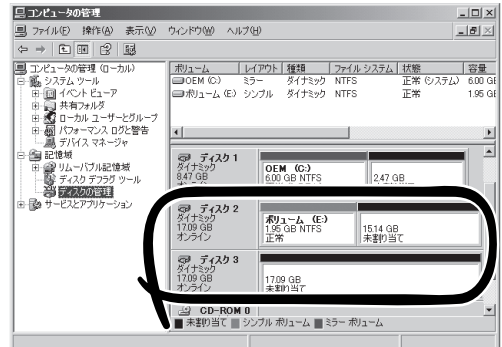 コンピュータの管理
ファイル(F) 操作(A) 表示(V) ウィンドウ(W) ヘルプ(H)
コンピュータの管理 (ローカル)
システム ツール
イベント ビューア
共有フォルダ
ローカル ユーザーとグループ
パフォーマンス ログと警告
デバイス マネージャ
記憶域
リムーバブル記憶域
ディスク デフラグ ツール
ディスクの管理
サービスとアプリケーション
ボリューム レイアウト 種類 ファイル システム 状態 容量
OEM (C:) ミラー ダイナミック NTFS 正常 (システム) 6.00 GB
ボリューム (E:) シンプル ダイナミック NTFS 正常 1.95 GB
ディスク 1
ダイナミック
8.47 GB
オンライン
OEM (C:)
6.00 GB NTFS
2.47 GB
ディスク 2
ダイナミック
17.09 GB
オンライン
ボリューム (E:)
1.95 GB NTFS
正常
15.14 GB
未割り当て
ディスク 3
ダイナミック
17.09 GB
オンライン
17.09 GB
未割り当て
CD-ROM 0
未割り当て シンプル ボリューム ミラー ボリューム